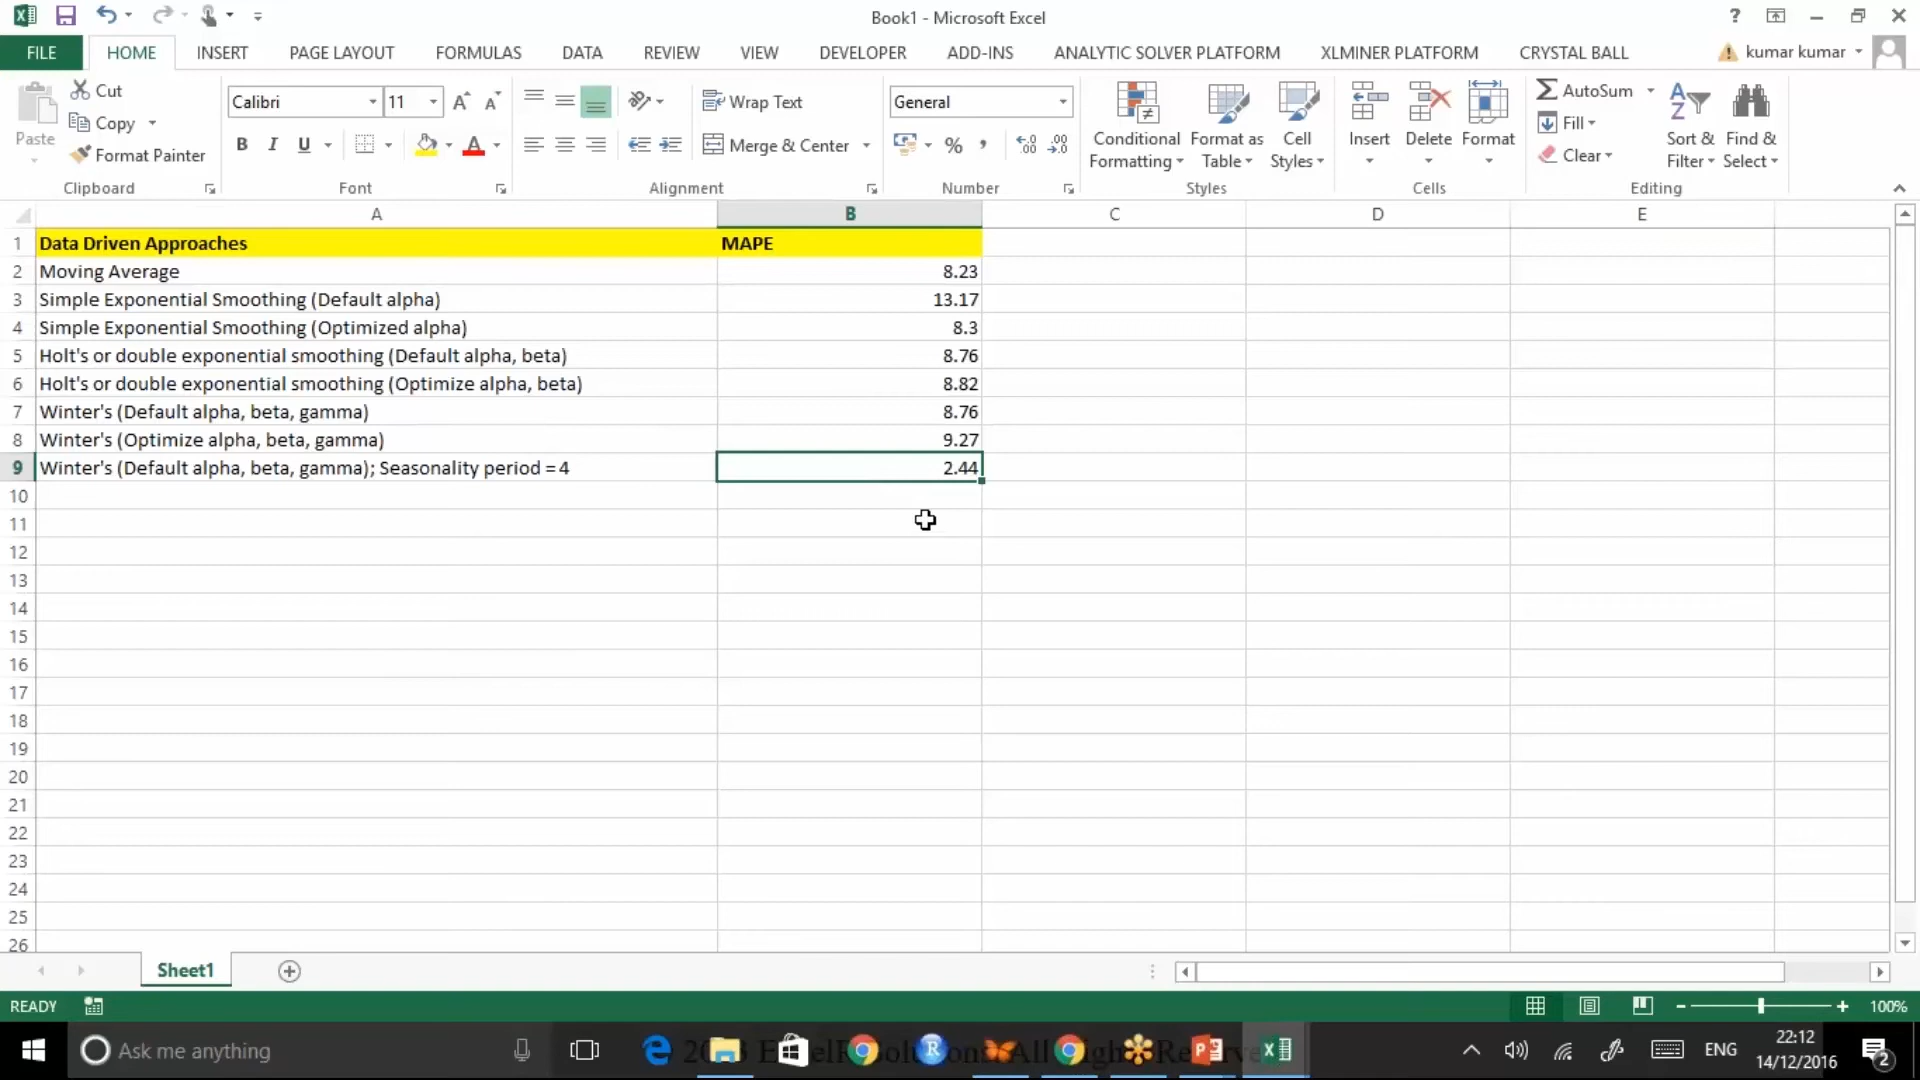 Book1 - Microsoft Excel
FILE HOME INSERT PAGE LAYOUT FORMULAS DATA REVIEW VIEW DEVELOPER ADD-INS ANALYTIC SOLVER PLATFORM XLMINER PLATFORM CRYSTAL BALL kumar kumar
Paste
Cut
Copy
Format Painter
Clipboard
Calibri 11
B I U A
Font
Wrap Text
Merge & Center
Alignment
General
%
Number
Conditional Formatting
Format as Table
Cell Styles
Styles
Insert Delete Format
Cells
AutoSum
Fill
Clear
Sort & Filter
Find & Select
Editing
A B C D E
1 Data Driven Approaches MAPE
2 Moving Average 8.23
3 Simple Exponential Smoothing (Default alpha) 13.17
4 Simple Exponential Smoothing (Optimized alpha) 8.3
5 Holt's or double exponential smoothing (Default alpha, beta) 8.76
6 Holt's or double exponential smoothing (Optimize alpha, beta) 8.82
7 Winter's (Default alpha, beta, gamma) 8.76
8 Winter's (Optimize alpha, beta, gamma) 9.27
9 Winter's (Default alpha, beta, gamma); Seasonality period = 4 2.44
10
11
12
13
14
15
16
17
18
19
20
21
22
23
24
25
26
Sheet1
READY 100%
Ask me anything
ENG
22:12
14/12/2016
2